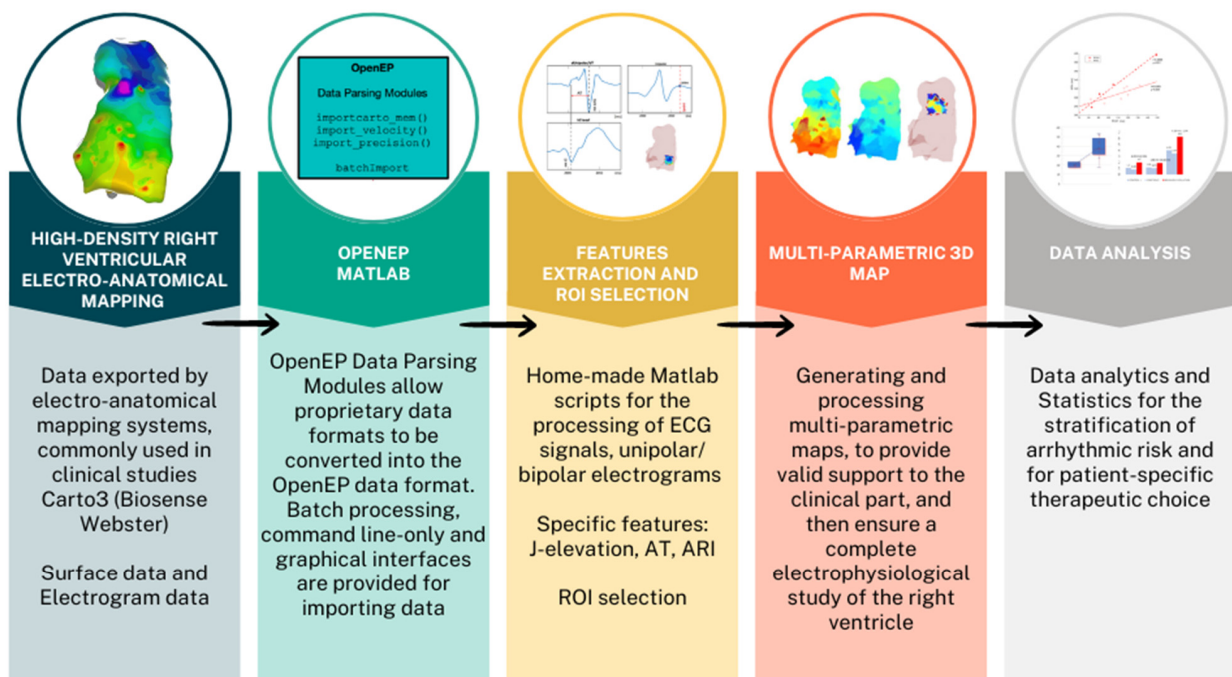 OpenEP
Data Parsing Modules
importcarto_mem()
import_velocity()
import_precision()
batchImport
HIGH-DENSITY RIGHT
VENTRICULAR
ELECTRO-ANATOMICAL
MAPPING
Data exported by
electro-anatomical
mapping systems,
commonly used in
clinical studies
Carto3 (Biosense
Webster)
Surface data and
Electrogram data
OPENEP
MATLAB
OpenEP Data Parsing
Modules allow
proprietary data
formats to be
converted into the
OpenEP data format.
Batch processing,
command line-only and
graphical interfaces
are provided for
importing data
FEATURES
EXTRACTION AND
ROI SELECTION
Home-made Matlab
scripts for the
processing of ECG
signals, unipolar/
bipolar electrograms
Specific features:
J-elevation, AT, ARI
ROI selection
MULTI-PARAMETRIC 3D
MAP
Generating and
processing
multi-parametric
maps, to provide
valid support to the
clinical part, and
then ensure a
complete
electrophysiological
study of the right
ventricle
DATA ANALYSIS
Data analytics and
Statistics for the
stratification of
arrhythmic risk and
for patient-specific
therapeutic choice